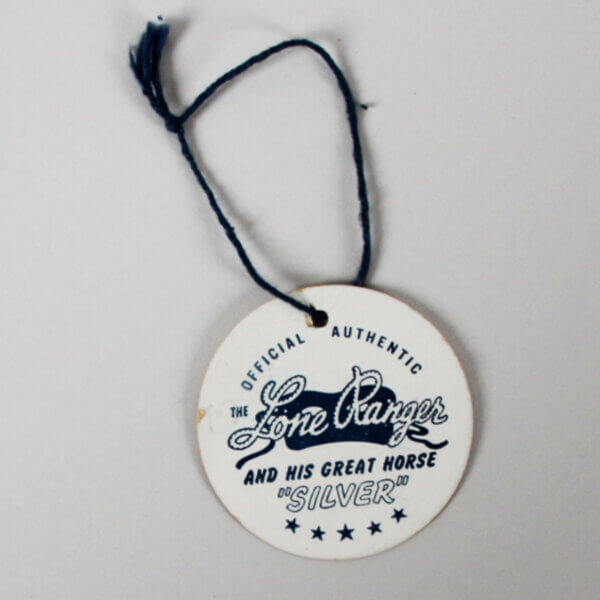 OFFICIAL AUTHENTIC
THE Lone Ranger
AND HIS GREAT HORSE
"SILVER"